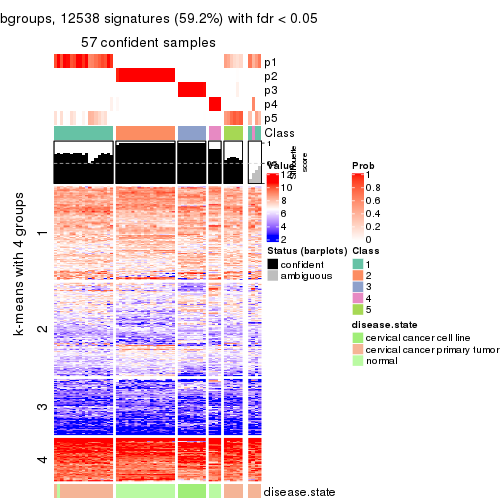 bgroups, 12538 signatures (59.2%) with fdr < 0.05
57 confident samples
p1
p2
p3
p4
p5
Class
1
Silhouette
score
k-means with 4 groups
1
2
3
4
disease.state
Value
12
10
8
6
4
2
Prob
1
0.8
0.6
0.4
0.2
0
Status (barplots)
confident
ambiguous
Class
1
2
3
4
5
disease.state
cervical cancer cell line
cervical cancer primary tumor
normal